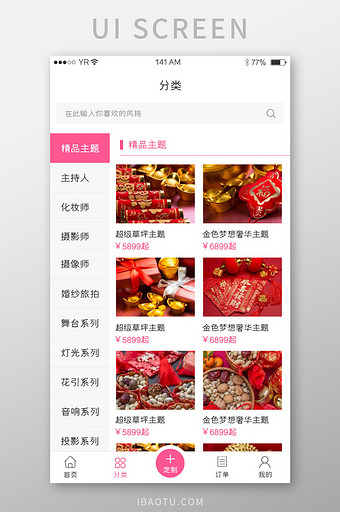 UI SCREEN
YR 1:41 AM 77%
分类
在此输入你喜欢的风格
精品主题
主持人
化妆师
摄影师
摄像师
婚纱旅拍
舞台系列
灯光系列
花引系列
音响系列
投影系列
精品主题
超级草坪主题 金色梦想奢华主题
¥5899起 ¥6899起
超级草坪主题 金色梦想奢华主题
¥5899起 ¥6899起
超级草坪主题 金色梦想奢华主题
¥5899起 ¥6899起
首页 分类 定制 订单 我的
IBAOTU.COM